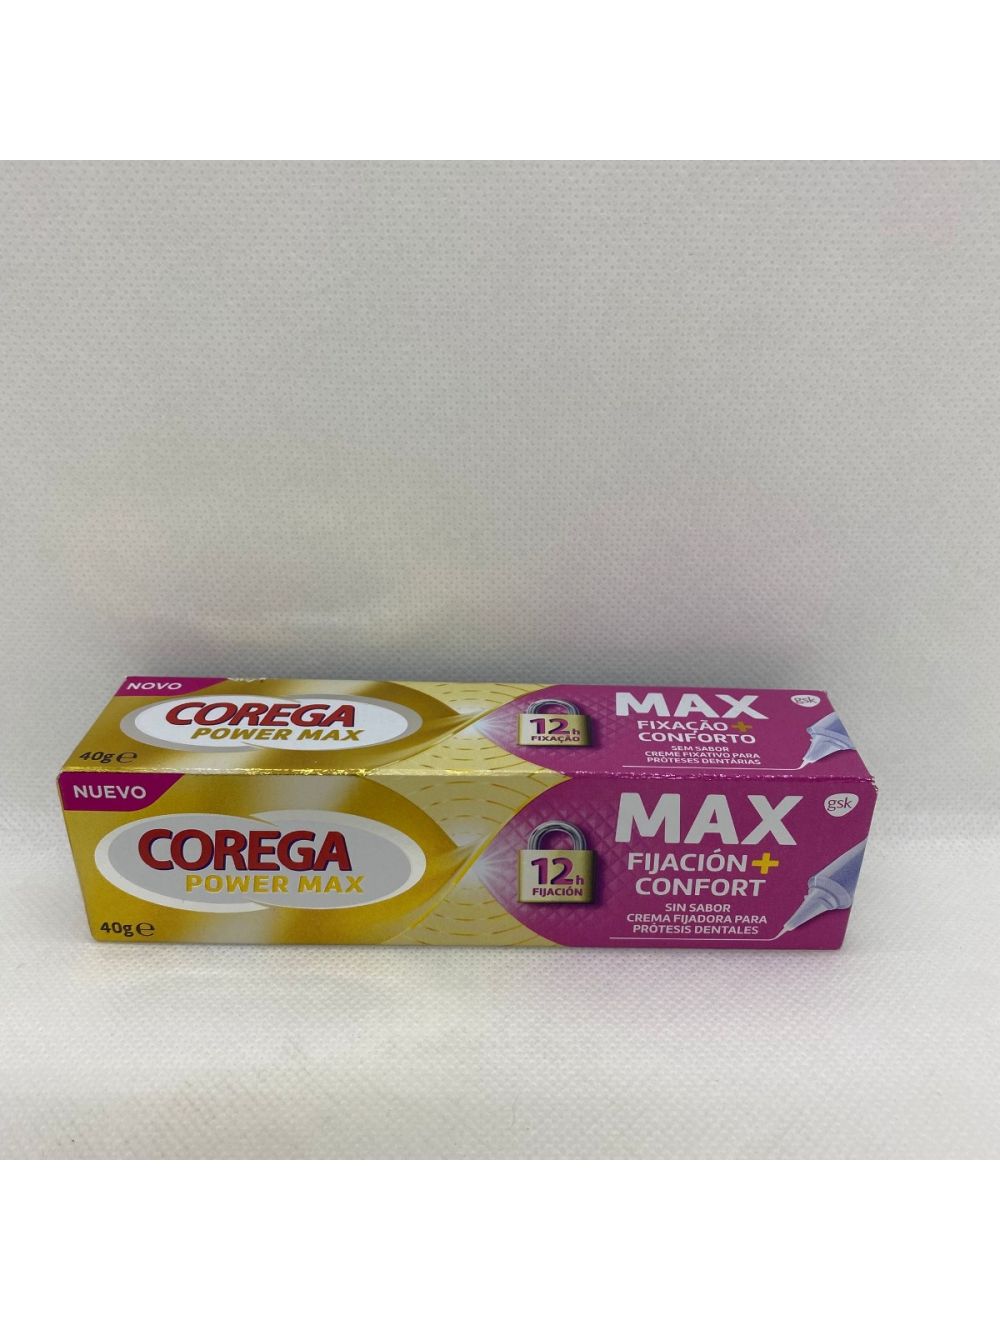 NOVO
COREGA
POWER MAX
40g e
12h
FIXAÇÃO
MAX
FIXAÇÃO+
CONFORTO
SEM SABOR
CREME FIXATIVO PARA
PRÓTESES DENTÁRIAS
gsk
NUEVO
COREGA
POWER MAX
40g e
12h
FIJACIÓN
MAX
FIJACIÓN+
CONFORT
SIN SABOR
CREMA FIJADORA PARA
PRÓTESIS DENTALES
gsk